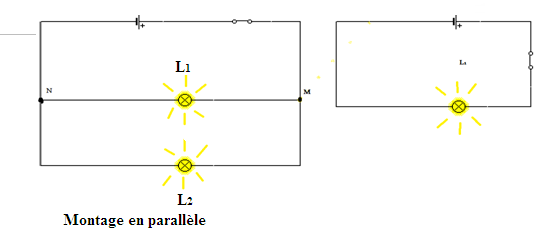 +
+
L1
L1
N
M
L2
Montage en parallèle